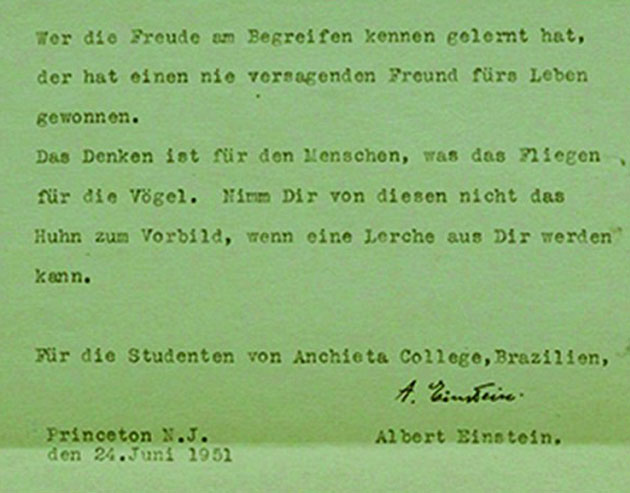 Wer die Freude am Begreifen kennen gelernt hat,
der hat einen nie versagenden Freund fürs Leben
gewonnen.
Das Denken ist für den Menschen, was das Fliegen
für die Vögel. Nimm Dir von diesen nicht das
Huhn zum Vorbild, wenn eine Lerche aus Dir werden
kann.
Für die Studenten von Anchieta College,Brazilien,
A. Einstein.
Princeton N.J. Albert Einstein.
den 24.Juni 1951